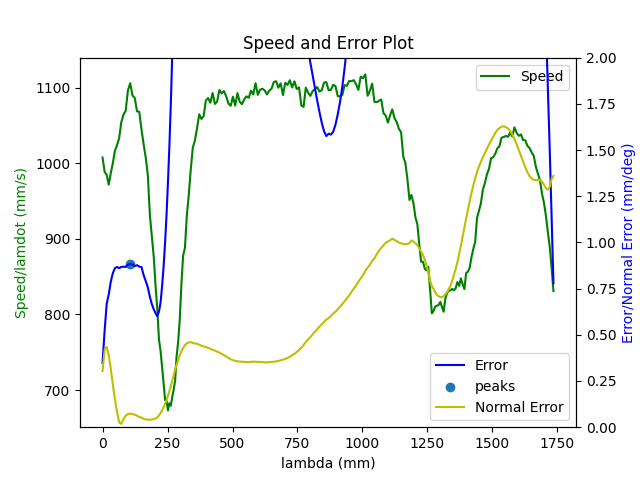 Speed and Error Plot
Speed
1100
1000
900
800
700
Speed/lamdot (mm/s)
2.00
1.75
1.50
1.25
1.00
0.75
0.50
0.25
0.00
Error/Normal Error (mm/deg)
Error
peaks
Normal Error
0
250
500
750
1000
1250
1500
1750
lambda (mm)